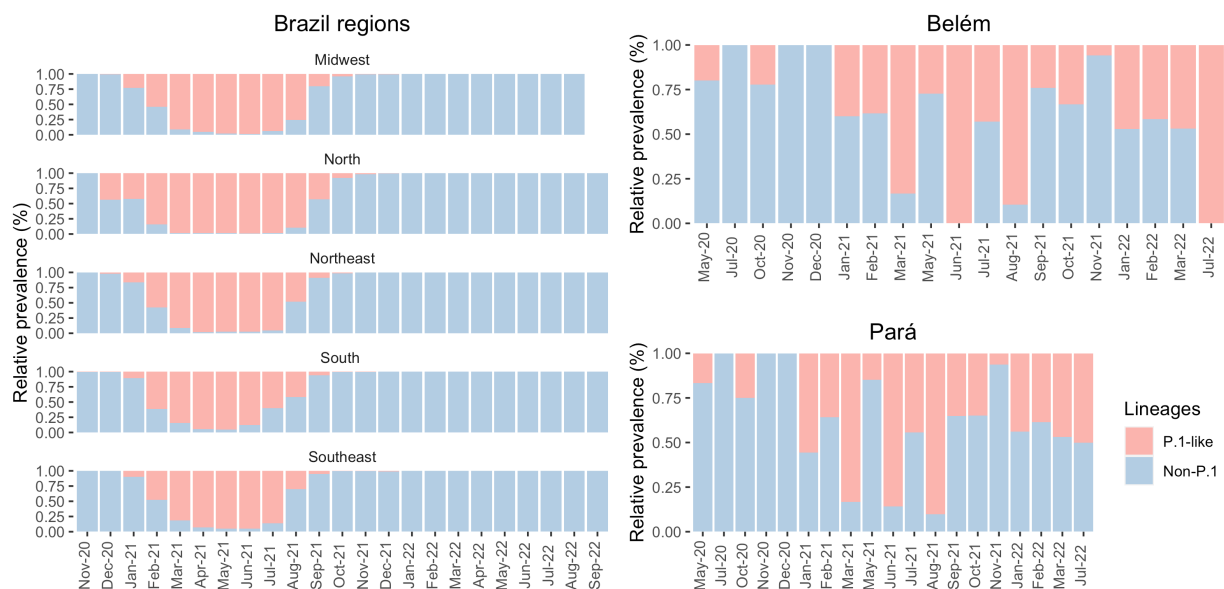 Brazil regions
Relative prevalence (%)
Midwest
1.00
0.75
0.50
0.25
0.00
North
1.00
0.75
0.50
0.25
0.00
Northeast
1.00
0.75
0.50
0.25
0.00
South
1.00
0.75
0.50
0.25
0.00
Southeast
1.00
0.75
0.50
0.25
0.00
Nov-20 Dec-20 Jan-21 Feb-21 Mar-21 Apr-21 May-21 Jun-21 Jul-21 Aug-21 Sep-21 Oct-21 Nov-21 Dec-21 Jan-22 Feb-22 Mar-22 Apr-22 May-22 Jun-22 Jul-22 Aug-22 Sep-22
Belém
Relative prevalence (%)
1.00
0.75
0.50
0.25
0.00
May-20 Jul-20 Oct-20 Nov-20 Dec-20 Jan-21 Feb-21 Mar-21 May-21 Jun-21 Jul-21 Aug-21 Sep-21 Oct-21 Nov-21 Jan-22 Feb-22 Mar-22 Jul-22
Pará
Relative prevalence (%)
1.00
0.75
0.50
0.25
0.00
May-20 Jul-20 Oct-20 Nov-20 Dec-20 Jan-21 Feb-21 Mar-21 May-21 Jun-21 Jul-21 Aug-21 Sep-21 Oct-21 Nov-21 Jan-22 Feb-22 Mar-22 Jul-22
Lineages
P.1-like
Non-P.1